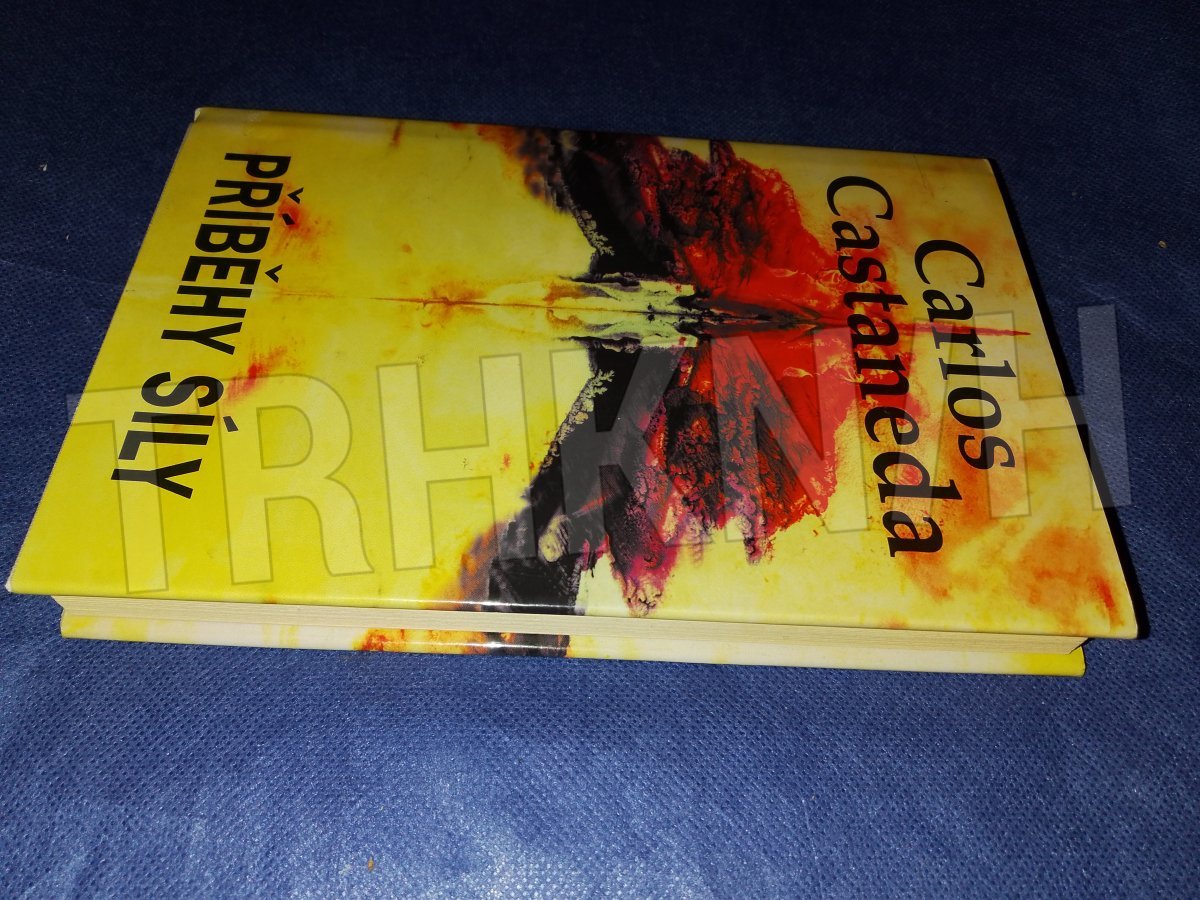 Carlos
Castaneda
PŘÍBĚHY SÍLY
TRHKNIH